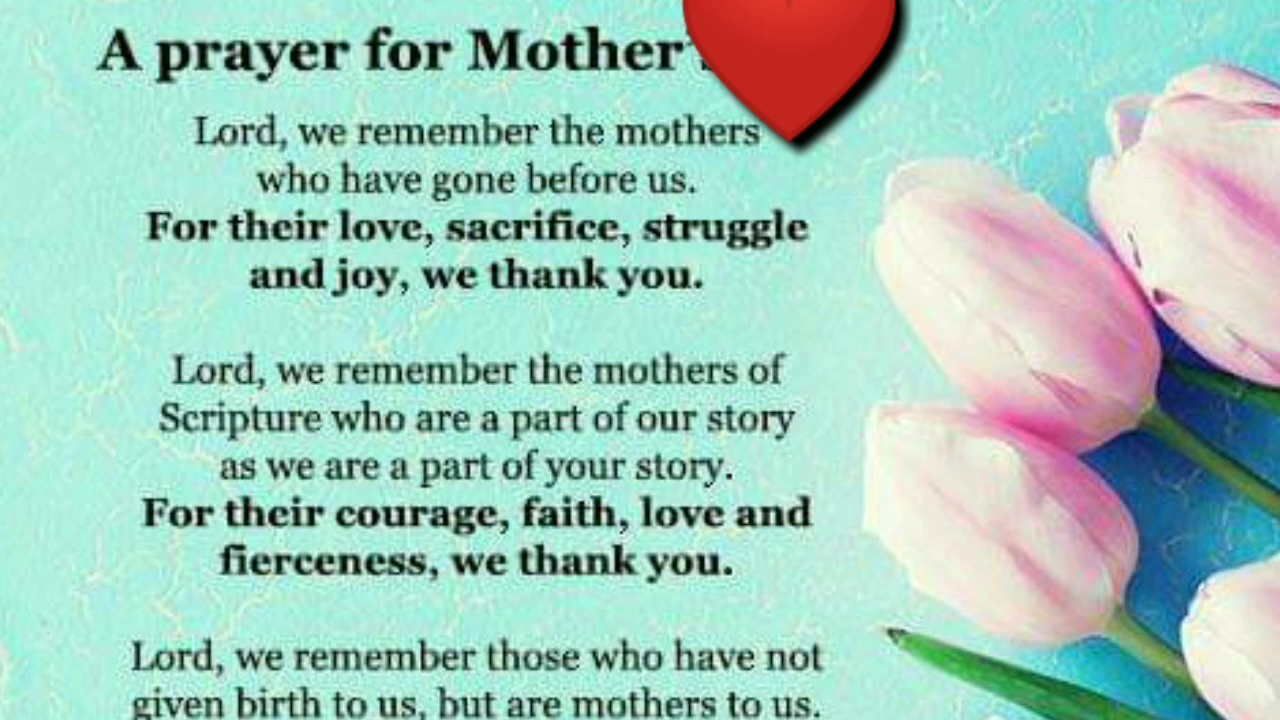 A prayer for Mother
Lord, we remember the mothers
who have gone before us.
For their love, sacrifice, struggle
and joy, we thank you.
Lord, we remember the mothers of
Scripture who are a part of our story
as we are a part of your story.
For their courage, faith, love and
fierceness, we thank you.
Lord, we remember those who have not
given birth to us, but are mothers to us.